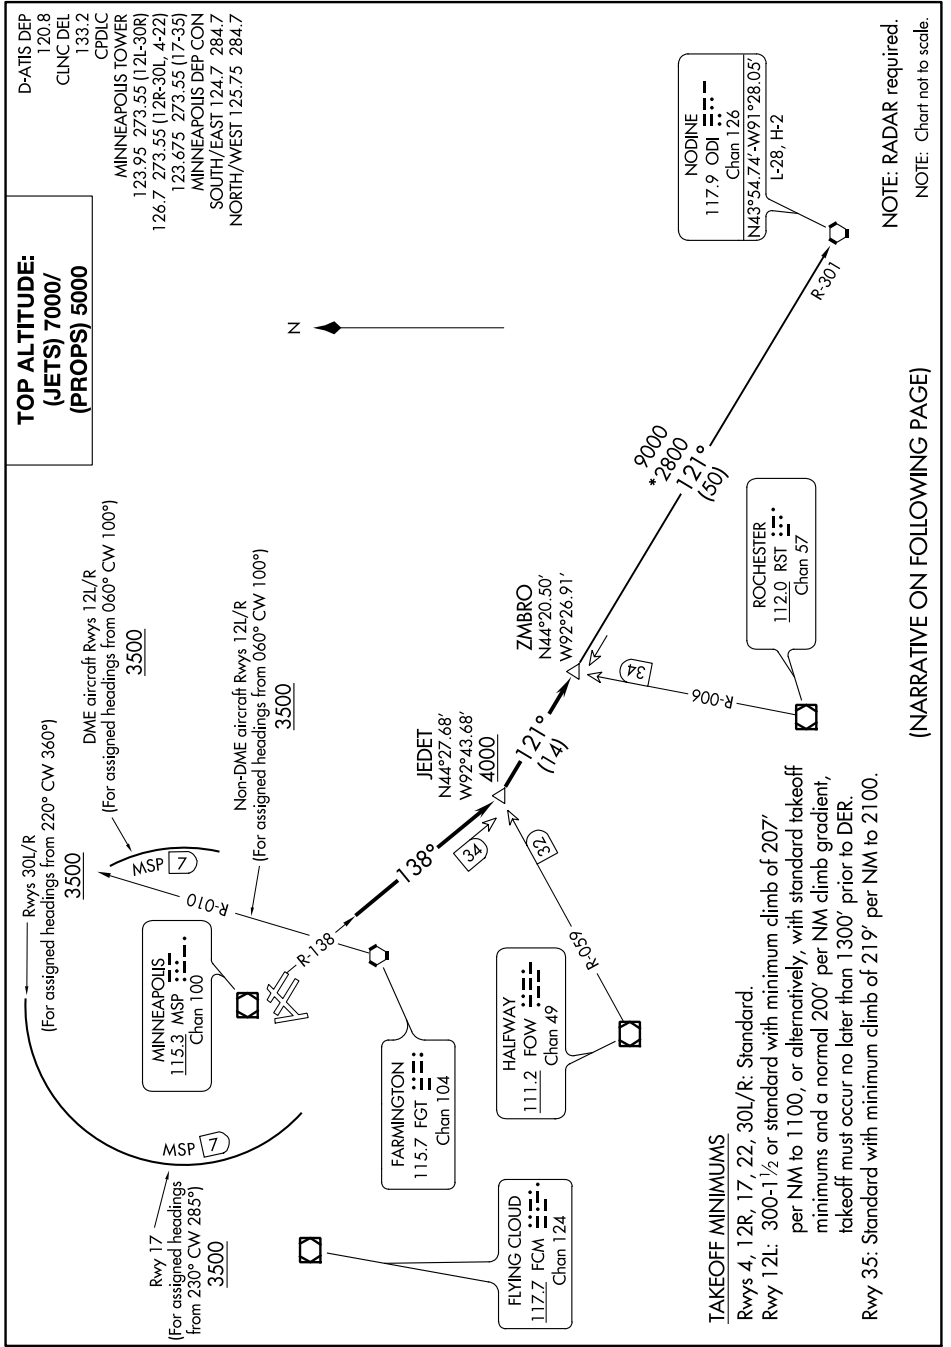 D-ATIS DEP
120.8
CLNC DEL
133.2
CPDLC
MINNEAPOLIS TOWER
123.95 273.55 (12L-30R)
126.7 273.55 (12R-30L, 4-22)
123.675 273.55 (17-35)
MINNEAPOLIS DEP CON
SOUTH/EAST 124.7 284.7
NORTH/WEST 125.75 284.7
TOP ALTITUDE:
(JETS) 7000/
(PROPS) 5000
N
Rwys 30L/R
(For assigned headings from 220° CW 360°)
3500
DME aircraft Rwys 12L/R
(For assigned headings from 060° CW 100°)
3500
Non-DME aircraft Rwys 12L/R
(For assigned headings from 060° CW 100°)
3500
Rwy 17
(For assigned headings
from 230° CW 285°)
3500
MSP 7
MSP 7
R-010
MINNEAPOLIS
115.3 MSP
Chan 100
R-138
138°
34
FARMINGTON
115.7 FGT
Chan 104
JEDET
N44°27.68'
W92°43.68'
4000
121°
(14)
HALFWAY
111.2 FOW
Chan 49
R-059
32
FLYING CLOUD
117.7 FCM
Chan 124
ZMBRO
N44°20.50'
W92°26.91'
34
R-006
ROCHESTER
112.0 RST
Chan 57
9000
*2800
121°
(50)
R-301
NODINE
117.9 ODI
Chan 126
N43°54.74'-W91°28.05'
L-28, H-2
NOTE: RADAR required.
NOTE: Chart not to scale.
TAKEOFF MINIMUMS
Rwys 4, 12R, 17, 22, 30L/R: Standard.
Rwy 12L: 300-1½ or standard with minimum climb of 207'
per NM to 1100, or alternatively, with standard takeoff
minimums and a normal 200' per NM climb gradient,
takeoff must occur no later than 1300' prior to DER.
Rwy 35: Standard with minimum climb of 219' per NM to 2100.
(NARRATIVE ON FOLLOWING PAGE)